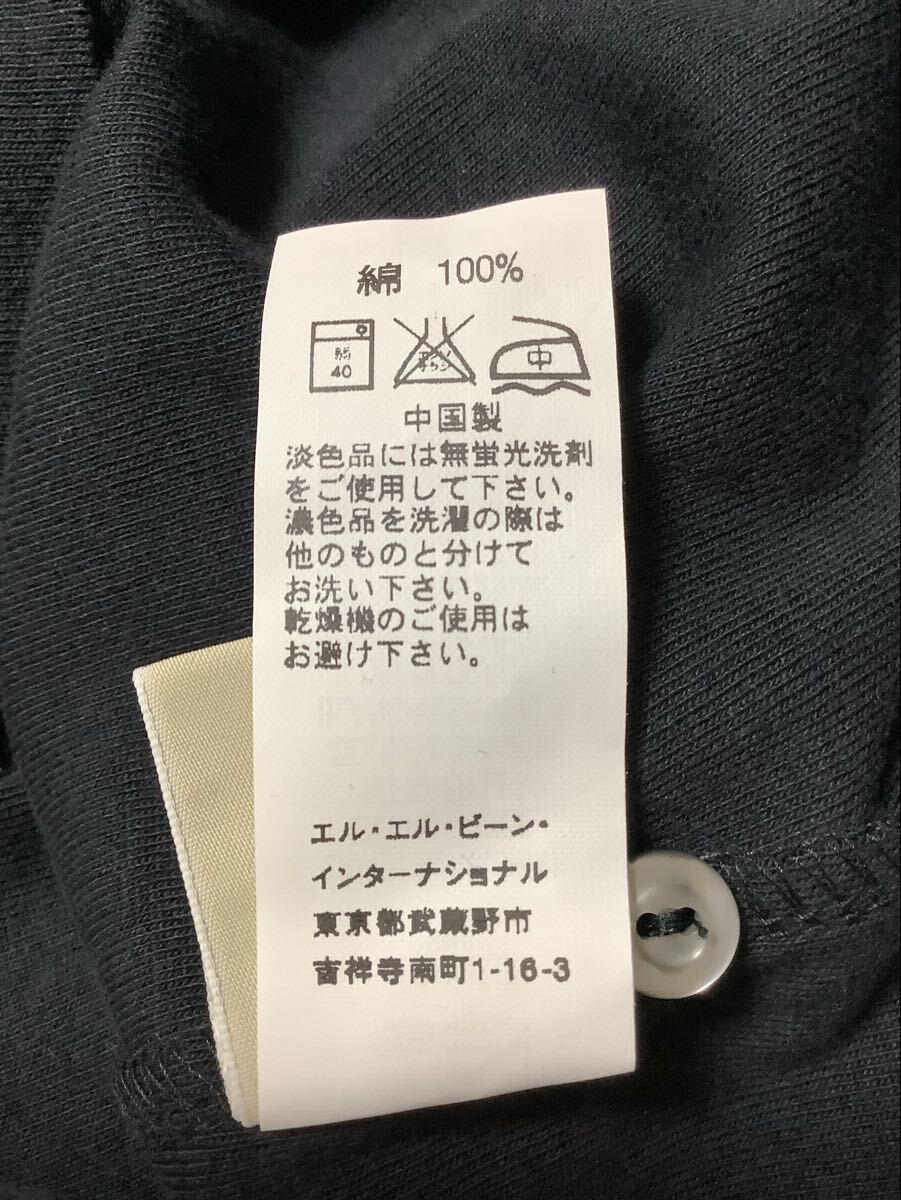 綿 100%
弱 40
エンソ サラシ 中
中国製
淡色品には無蛍光洗剤
をご使用して下さい。
濃色品を洗濯の際は
他のものと分けて
お洗い下さい。
乾燥機のご使用は
お避け下さい。
エル・エル・ビーン・
インターナショナル
東京都武蔵野市
吉祥寺南町1-16-3